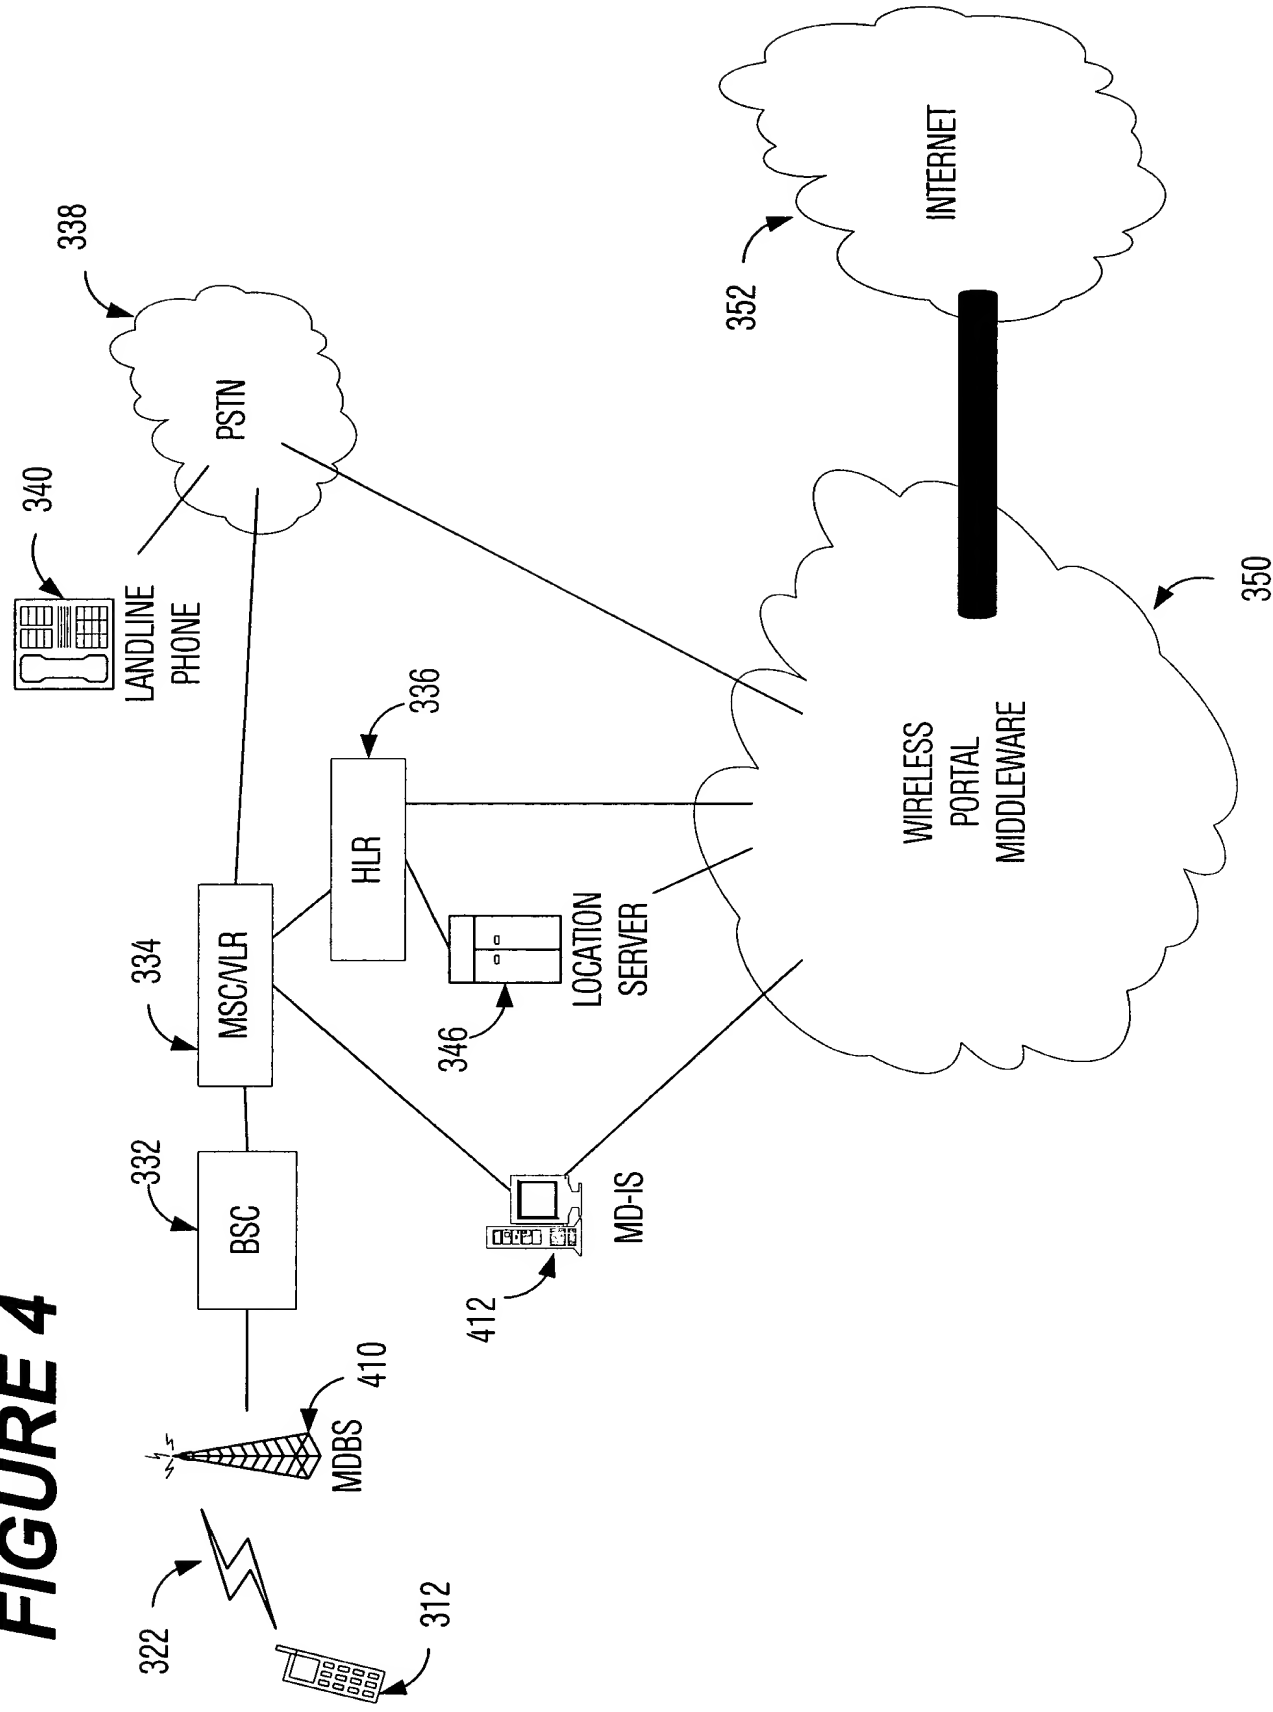 FIGURE 4
340
338
LANDLINE
PHONE
PSTN
322
332
334
BSC
MSC/VLR
312
MDBS
410
HLR
336
412
MD-IS
346
LOCATION
SERVER
352
INTERNET
WIRELESS
PORTAL
MIDDLEWARE
350